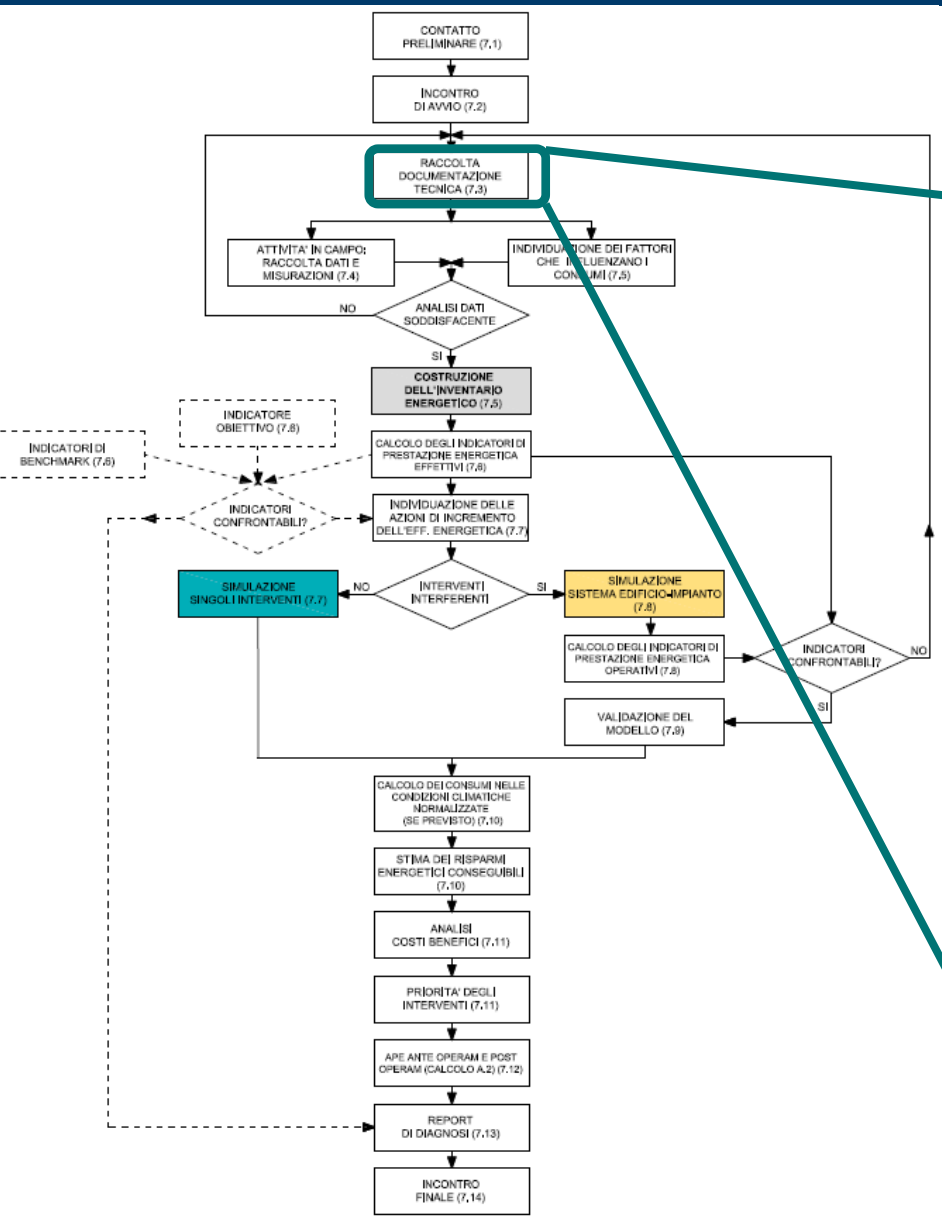 CONTATTO
PRELIMINARE (7.1)
INCONTRO
DI AVVIO (7.2)
RACCOLTA
DOCUMENTAZIONE
TECNICA (7.3)
ATTIVITA' IN CAMPO:
RACCOLTA DATI E
MISURAZIONI (7.4)
INDIVIDUAZIONE DEI FATTORI
CHE INFLUENZANO I
CONSUMI (7.5)
NO
ANALISI DATI
SODDISFACENTE
SI
COSTRUZIONE
DELL'INVENTARIO
ENERGETICO (7.5)
INDICATORE
OBIETTIVO (7.6)
INDICATORI DI
BENCHMARK (7.6)
CALCOLO DEGLI INDICATORI DI
PRESTAZIONE ENERGETICA
EFFETTIVI (7.6)
INDICATORI
CONFRONTABILI?
INDIVIDUAZIONE DELLE
AZIONI DI INCREMENTO
DELL'EFF. ENERGETICA (7.7)
SIMULAZIONE
SINGOLI INTERVENTI (7.7)
NO
INTERVENTI
INTERFERENTI
SI
SIMULAZIONE
SISTEMA EDIFICIO-IMPIANTO
(7.8)
CALCOLO DEGLI INDICATORI DI
PRESTAZIONE ENERGETICA
OPERATIVI (7.8)
INDICATORI
CONFRONTABILI?
NO
SI
VALIDAZIONE DEL
MODELLO (7.9)
CALCOLO DEI CONSUMI NELLE
CONDIZIONI CLIMATICHE
NORMALIZZATE
(SE PREVISTO) (7.10)
STIMA DEI RISPARMI
ENERGETICI CONSEGUIBILI
(7.10)
ANALISI
COSTI BENEFICI (7.11)
PRIORITA' DEGLI
INTERVENTI (7.11)
APE ANTE OPERAM E POST
OPERAM (CALCOLO A.2) (7.12)
REPORT
DI DIAGNOSI (7.13)
INCONTRO
FINALE (7.14)